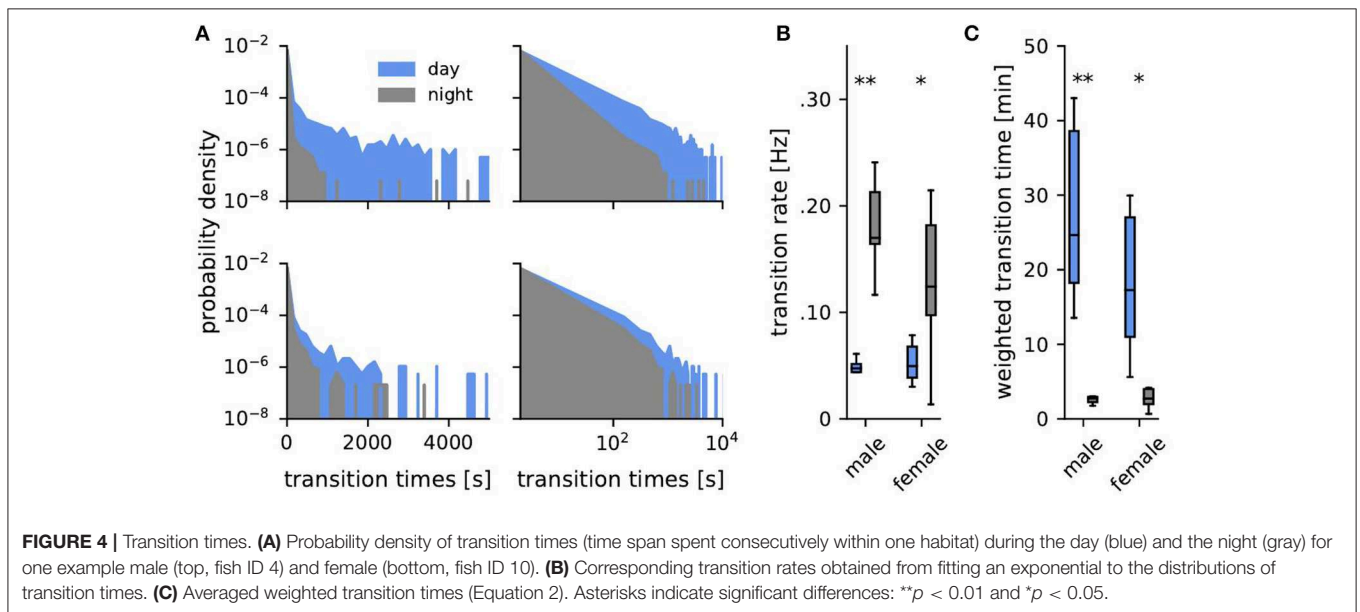 A
B
C
10−2
10−4
10−6
10−8
day
night
10−2
10−4
10−6
10−8
probability density
0
2000
4000
10²
10⁴
transition times [s]
transition times [s]
transition rate [Hz]
.30
.20
.10
0
**
*
male
female
weighted transition time [min]
50
40
30
20
10
0
**
*
male
female
FIGURE 4 | Transition times. (A) Probability density of transition times (time span spent consecutively within one habitat) during the day (blue) and the night (gray) for
one example male (top, fish ID 4) and female (bottom, fish ID 10). (B) Corresponding transition rates obtained from fitting an exponential to the distributions of
transition times. (C) Averaged weighted transition times (Equation 2). Asterisks indicate significant differences: **p < 0.01 and *p < 0.05.